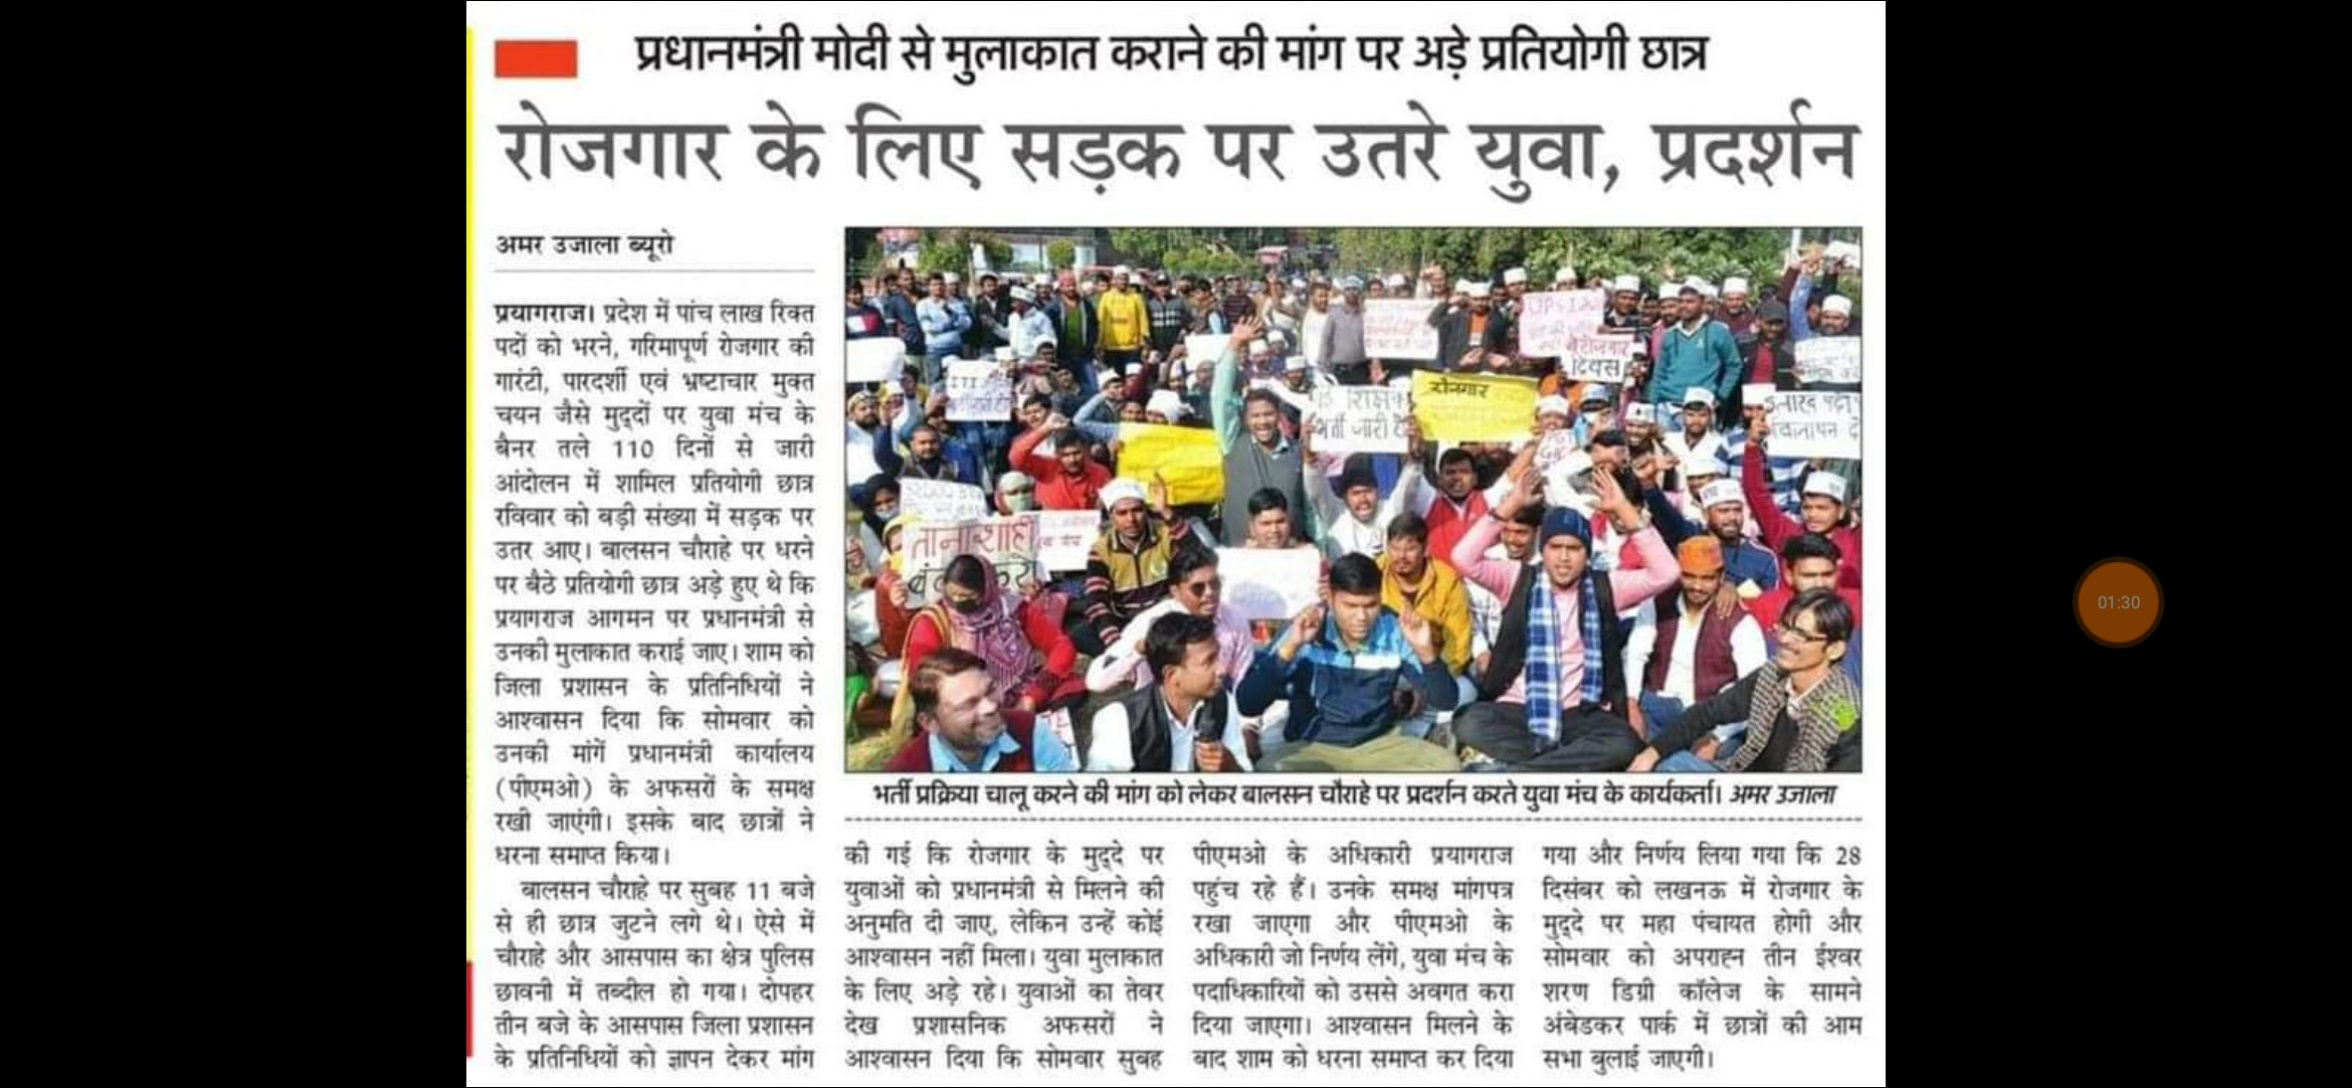 प्रधानमंत्री मोदी से मुलाकात कराने की मांग पर अड़े प्रतियोगी छात्र
रोजगार के लिए सड़क पर उतरे युवा, प्रदर्शन
अमर उजाला ब्यूरो
प्रयागराज। प्रदेश में पांच लाख रिक्त
पदों को भरने, गरिमापूर्ण रोजगार की
गारंटी, पारदर्शी एवं भ्रष्टाचार मुक्त
चयन जैसे मुद्दों पर युवा मंच के
बैनर तले 110 दिनों से जारी
आंदोलन में शामिल प्रतियोगी छात्र
रविवार को बड़ी संख्या में सड़क पर
उतर आए। बालसन चौराहे पर धरने
पर बैठे प्रतियोगी छात्र अड़े हुए थे कि
प्रयागराज आगमन पर प्रधानमंत्री से
उनकी मुलाकात कराई जाए। शाम को
जिला प्रशासन के प्रतिनिधियों ने
आश्वासन दिया कि सोमवार को
उनकी मांगें प्रधानमंत्री कार्यालय
(पीएमओ) के अफसरों के समक्ष
रखी जाएंगी। इसके बाद छात्रों ने
धरना समाप्त किया।
बालसन चौराहे पर सुबह 11 बजे
से ही छात्र जुटने लगे थे। ऐसे में
चौराहे और आसपास का क्षेत्र पुलिस
छावनी में तब्दील हो गया। दोपहर
तीन बजे के आसपास जिला प्रशासन
के प्रतिनिधियों को ज्ञापन देकर मांग
बेरोजगार
दिवस
रोजगार
भर्ती जारी
तानाशाही
भर्ती प्रक्रिया चालू करने की मांग को लेकर बालसन चौराहे पर प्रदर्शन करते युवा मंच के कार्यकर्ता। अमर उजाला
की गई कि रोजगार के मुद्दे पर
युवाओं को प्रधानमंत्री से मिलने की
अनुमति दी जाए, लेकिन उन्हें कोई
आश्वासन नहीं मिला। युवा मुलाकात
के लिए अड़े रहे। युवाओं का तेवर
देख प्रशासनिक अफसरों ने
आश्वासन दिया कि सोमवार सुबह
पीएमओ के अधिकारी प्रयागराज
पहुंच रहे हैं। उनके समक्ष मांगपत्र
रखा जाएगा और पीएमओ के
अधिकारी जो निर्णय लेंगे, युवा मंच के
पदाधिकारियों को उससे अवगत करा
दिया जाएगा। आश्वासन मिलने के
बाद शाम को धरना समाप्त कर दिया
गया और निर्णय लिया गया कि 28
दिसंबर को लखनऊ में रोजगार के
मुद्दे पर महा पंचायत होगी और
सोमवार को अपराह्न तीन ईश्वर
शरण डिग्री कॉलेज के सामने
अंबेडकर पार्क में छात्रों की आम
सभा बुलाई जाएगी।
01:30